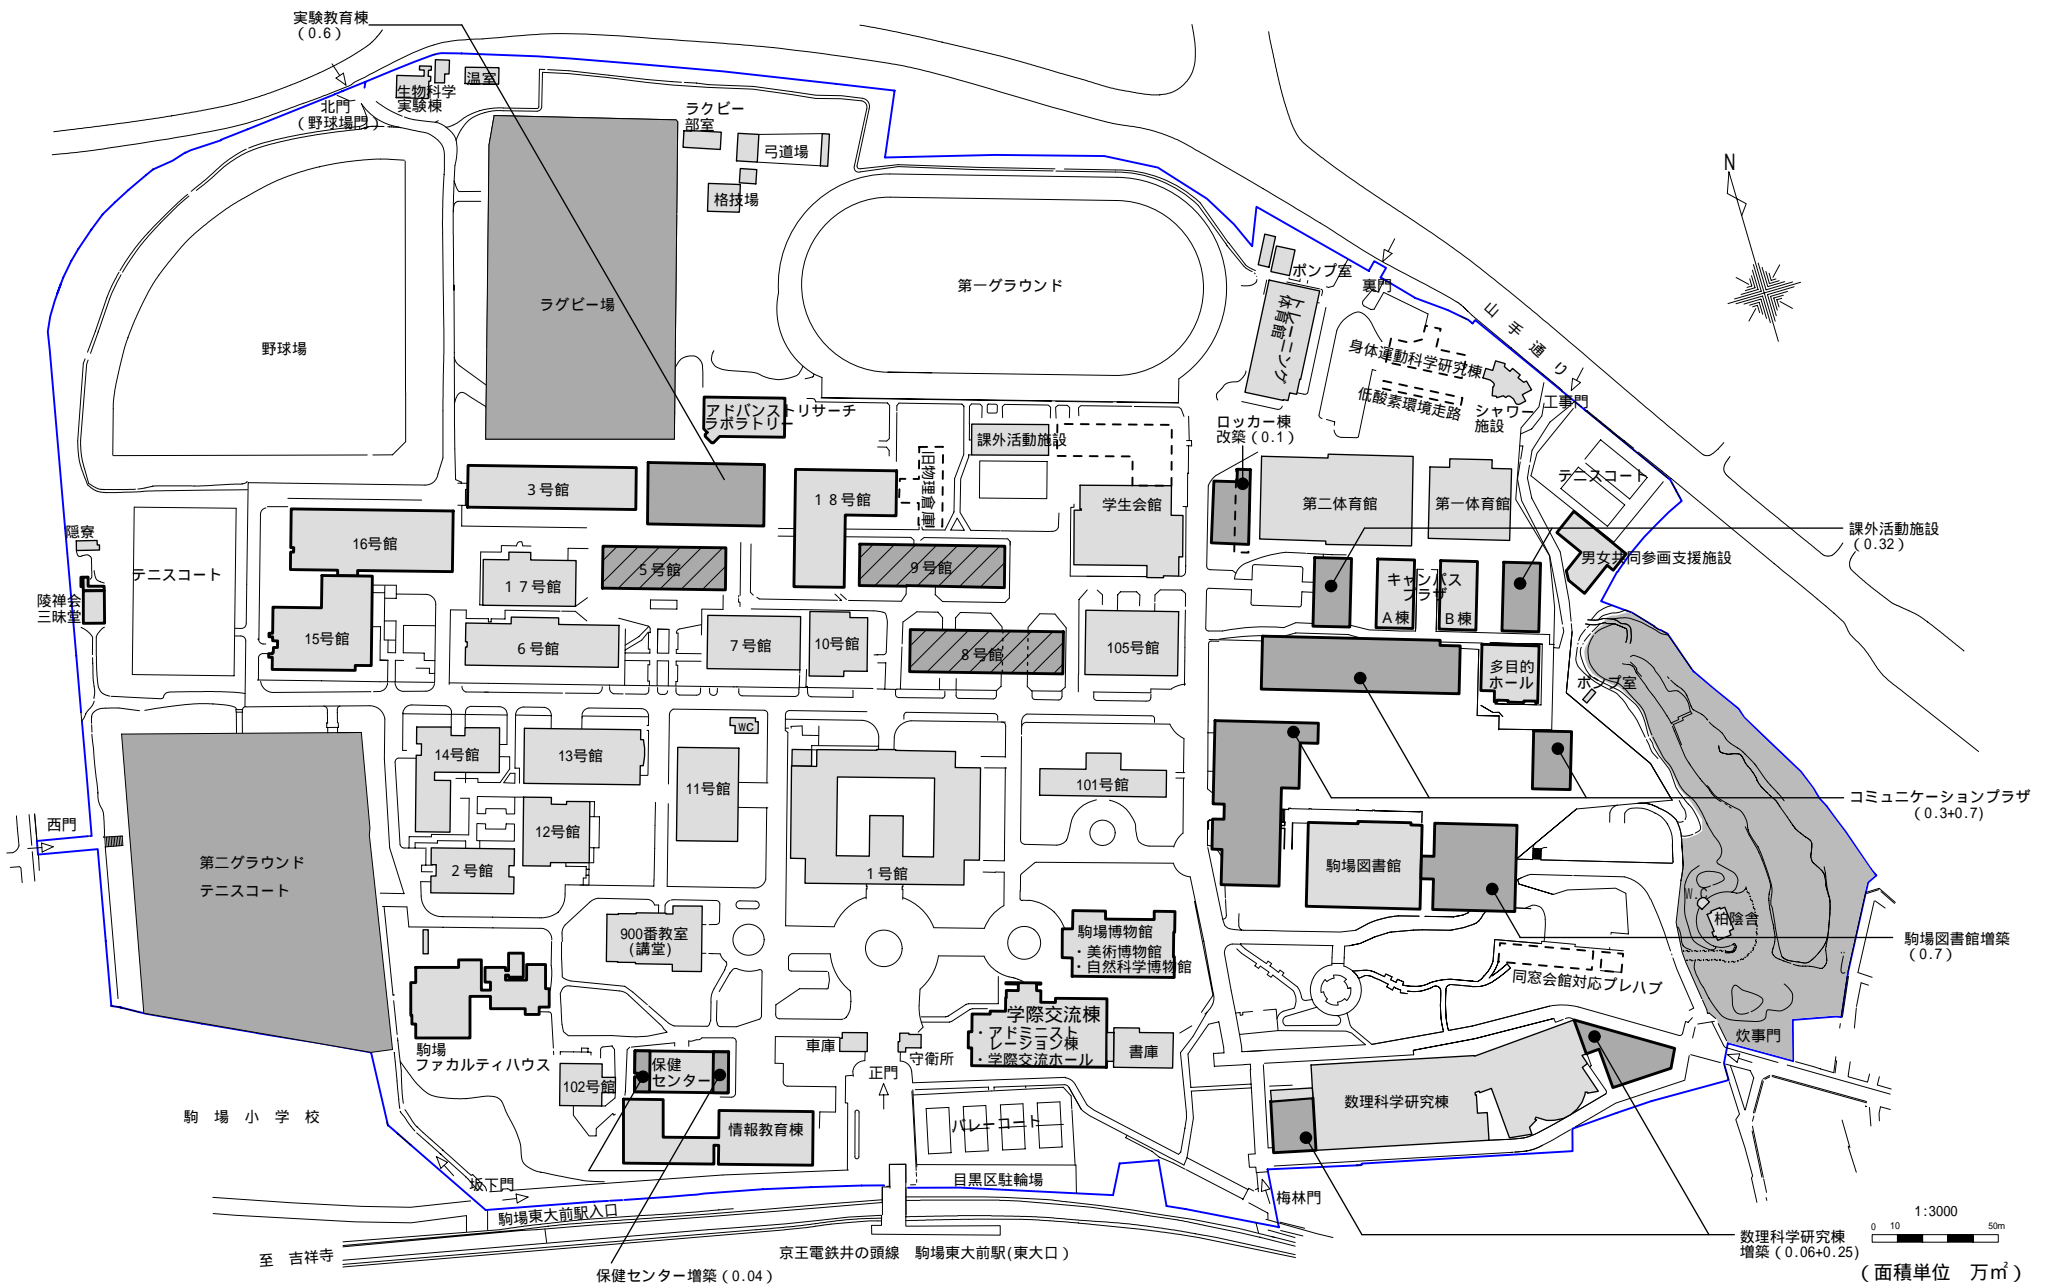 実験教育棟
(0.6)
温室
生物科学
実験棟
北門
(野球場門)
ラクビー
部室
弓道場
格技場
N
第一グラウンド
ラグビー場
野球場
ポンプ室
裏門
トレーニング
体育館
山手通り
身体運動科学研究棟
低酸素環境走路
シャワー
施設
工事門
アドバンストリサーチ
ラボラトリー
ロッカー棟
改築(0.1)
課外活動施設
旧物理倉庫
テニスコート
3号館
18号館
学生会館
第二体育館
第一体育館
課外活動施設
(0.32)
隠寮
16号館
テニスコート
5号館
9号館
男女共同参画支援施設
17号館
キャンパス
プラザ
A棟
B棟
陵禅会
三昧堂
15号館
6号館
7号館
10号館
8号館
105号館
多目的
ホール
ポンプ室
WC
14号館
13号館
11号館
101号館
コミュニケーションプラザ
(0.3+0.7)
西門
12号館
第二グラウンド
テニスコート
2号館
1号館
駒場図書館
W.C
柏陰舎
900番教室
(講堂)
駒場博物館
・美術博物館
・自然科学博物館
駒場図書館増築
(0.7)
同窓会館対応プレハブ
学際交流棟
・アドミニスト
レーション棟
・学際交流ホール
書庫
炊事門
駒場
ファカルティハウス
車庫
守衛所
正門
保健
センター
102号館
駒場小学校
情報教育棟
バレーコート
数理科学研究棟
坂下門
目黒区駐輪場
梅林門
駒場東大前駅入口
至 吉祥寺
京王電鉄井の頭線 駒場東大前駅(東大口)
保健センター増築(0.04)
数理科学研究棟
増築(0.06+0.25)
1:3000
0 10 50m
(面積単位 万㎡)